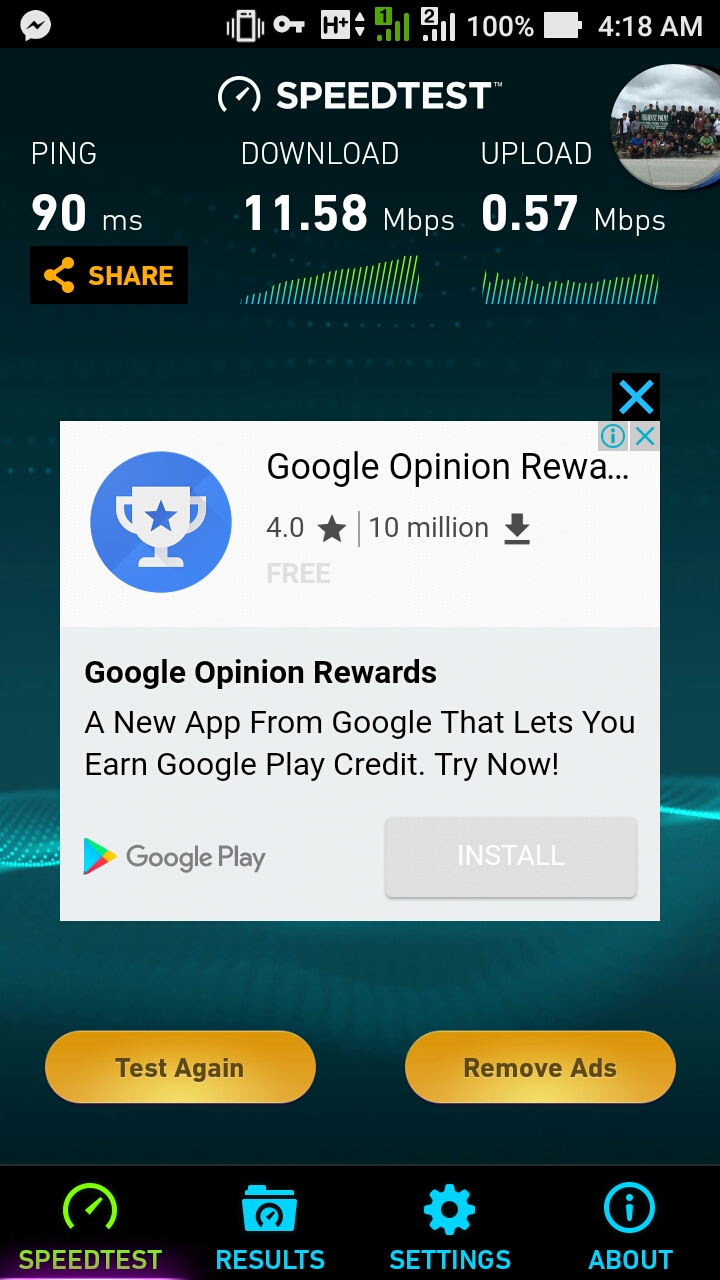 H+ 1 2 100% 4:18 AM
SPEEDTEST™
PING DOWNLOAD UPLOAD
90 ms 11.58 Mbps 0.57 Mbps
SHARE
Google Opinion Rewa...
4.0 10 million
FREE
Google Opinion Rewards
A New App From Google That Lets You
Earn Google Play Credit. Try Now!
Google Play INSTALL
Test Again Remove Ads
SPEEDTEST RESULTS SETTINGS ABOUT